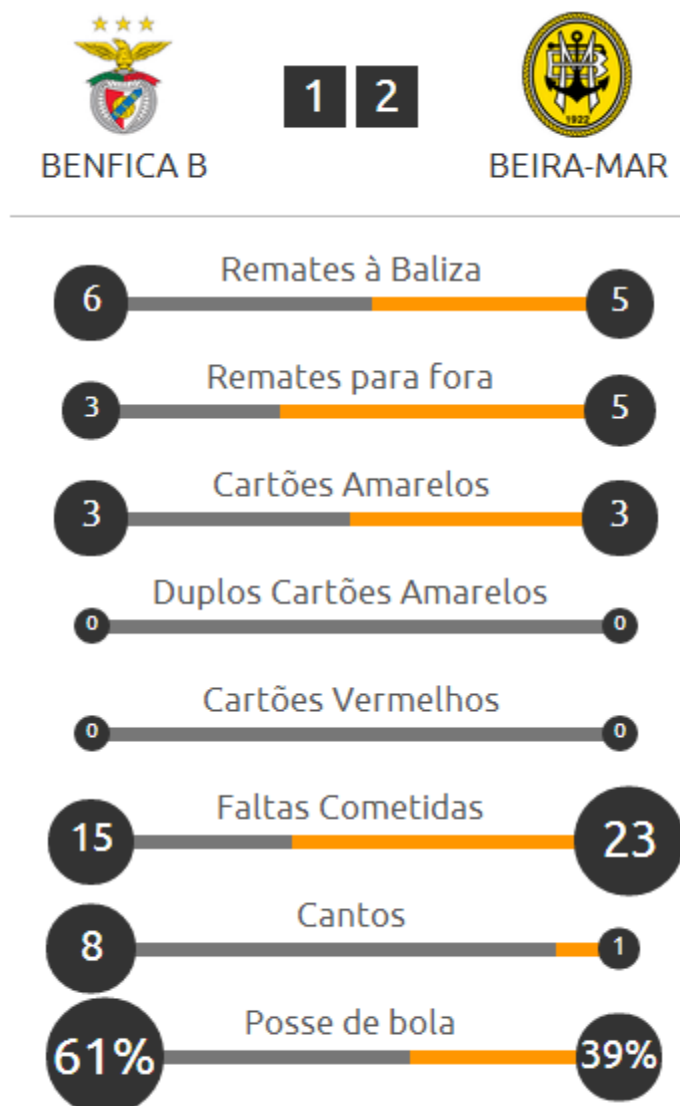 1 2
1922
BENFICA B BEIRA-MAR
Remates à Baliza
6 5
Remates para fora
3 5
Cartões Amarelos
3 3
Duplos Cartões Amarelos
0 0
Cartões Vermelhos
0 0
Faltas Cometidas
15 23
Cantos
8 1
Posse de bola
61% 39%